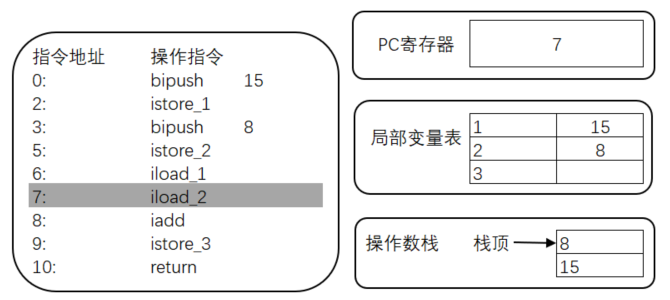 指令地址 操作指令
0: bipush 15
2: istore_1
3: bipush 8
5: istore_2
6: iload_1
7: iload_2
8: iadd
9: istore_3
10: return
PC寄存器 7
局部变量表
1 15
2 8
3
操作数栈 栈顶 8
15